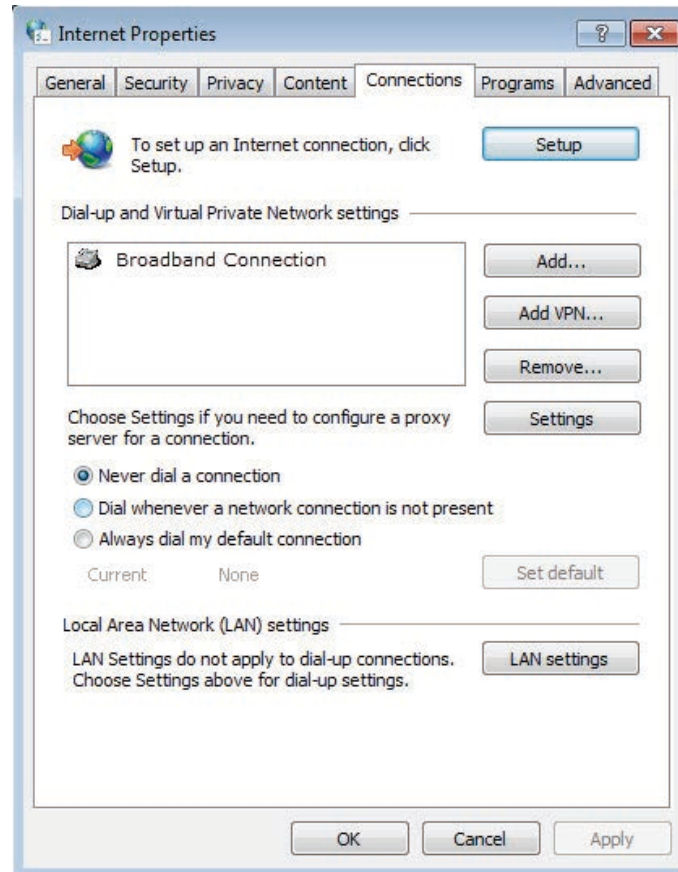 Internet Properties
General Security Privacy Content Connections Programs Advanced
To set up an Internet connection, click
Setup.
Setup
Dial-up and Virtual Private Network settings
Broadband Connection
Add...
Add VPN...
Remove...
Choose Settings if you need to configure a proxy
server for a connection.
Settings
Never dial a connection
Dial whenever a network connection is not present
Always dial my default connection
Current None
Set default
Local Area Network (LAN) settings
LAN Settings do not apply to dial-up connections.
Choose Settings above for dial-up settings.
LAN settings
OK Cancel Apply